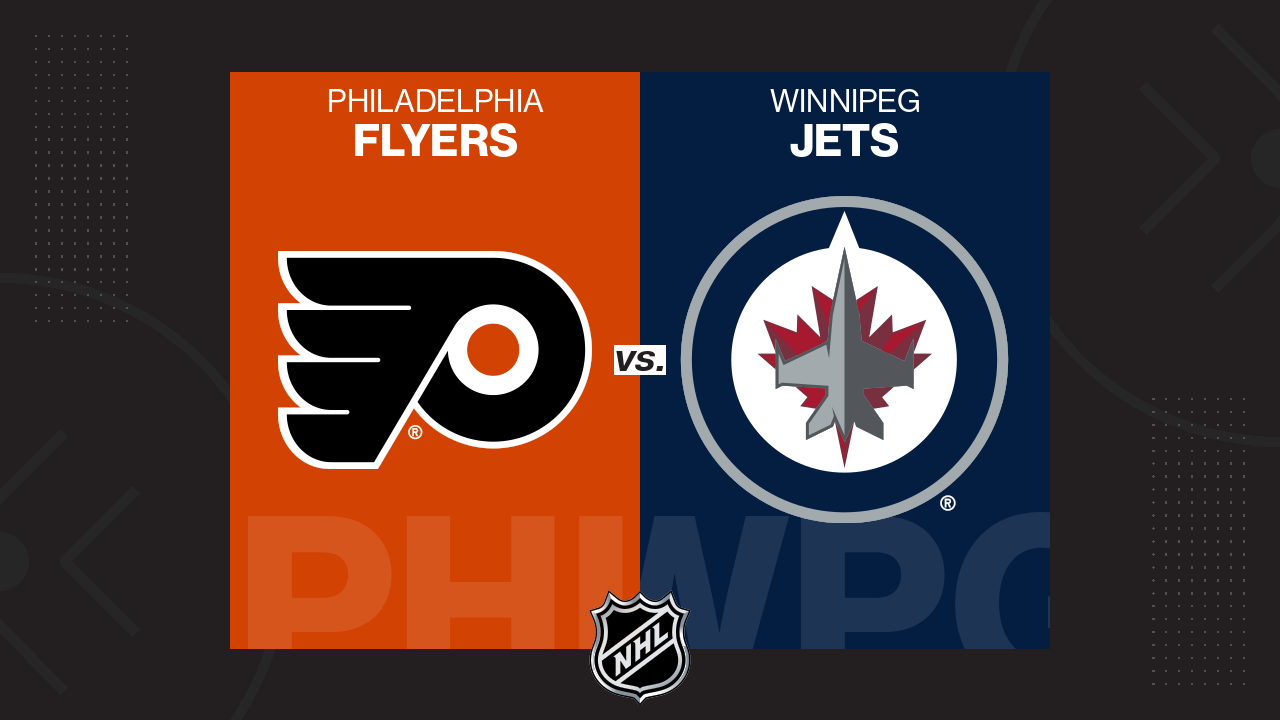 PHILADELPHIA
FLYERS
WINNIPEG
JETS
vs.
®
®
PHI
WPG
NHL